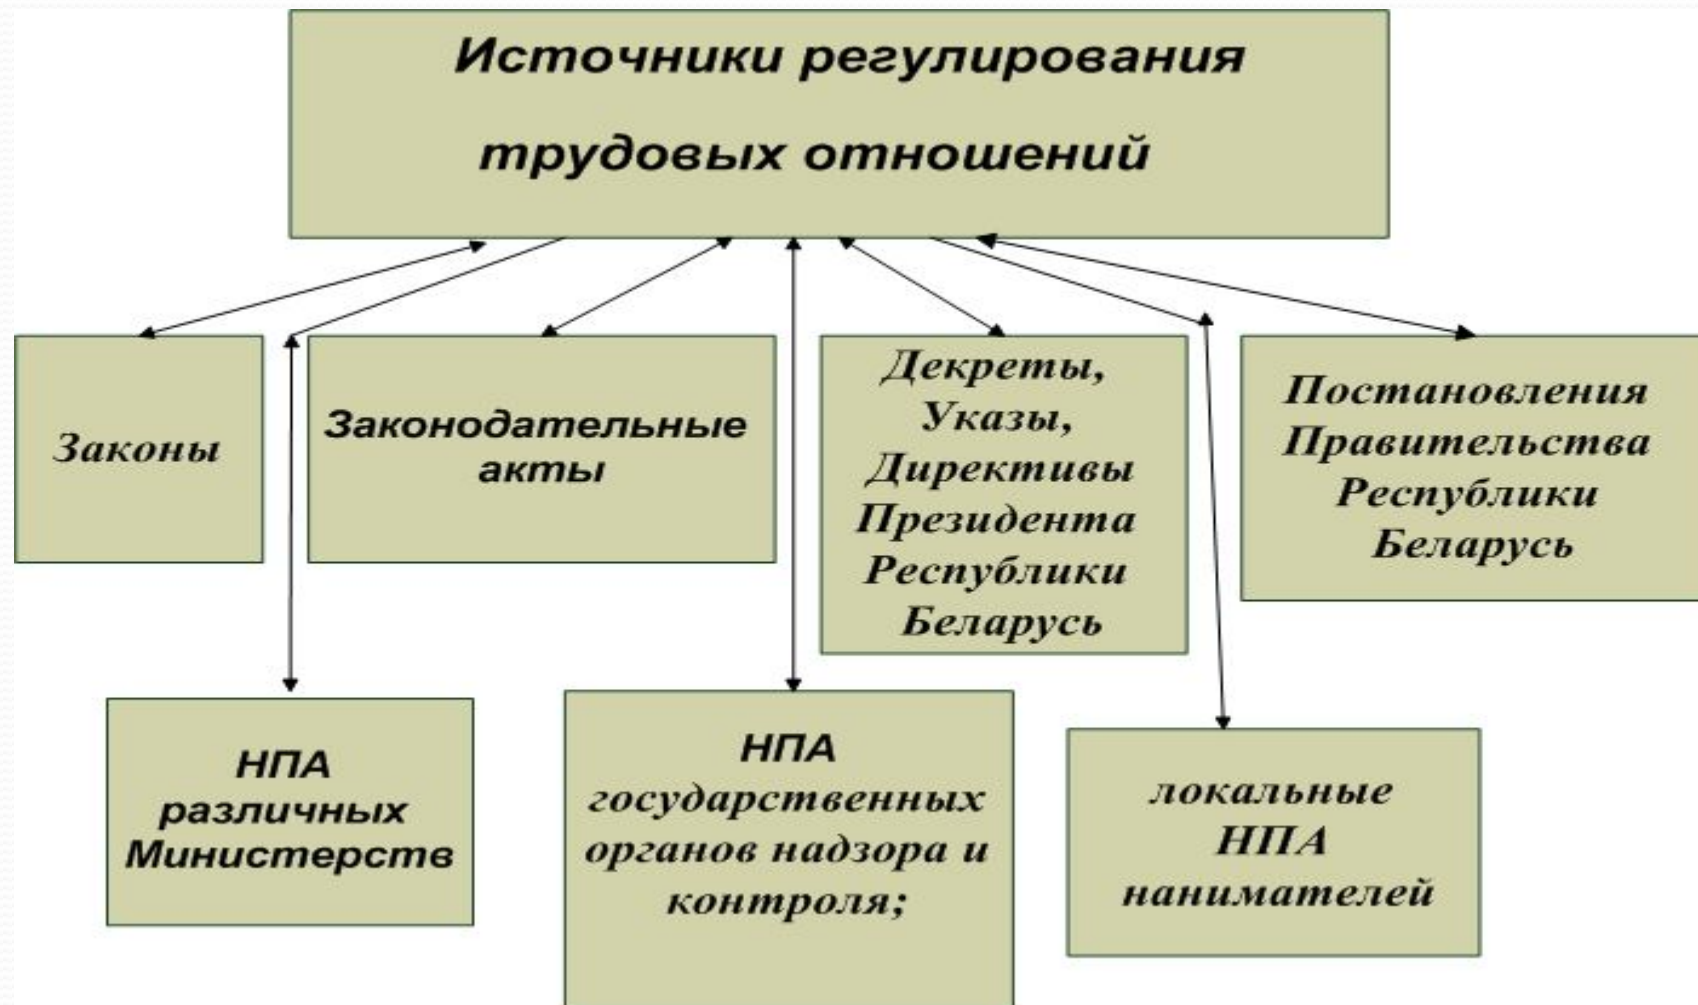 Источники регулирования
трудовых отношений
Законы
Законодательные
акты
Декреты,
Указы,
Директивы
Президента
Республики
Беларусь
Постановления
Правительства
Республики
Беларусь
НПА
различных
Министерств
НПА
государственных
органов надзора и
контроля;
локальные
НПА
нанимателей